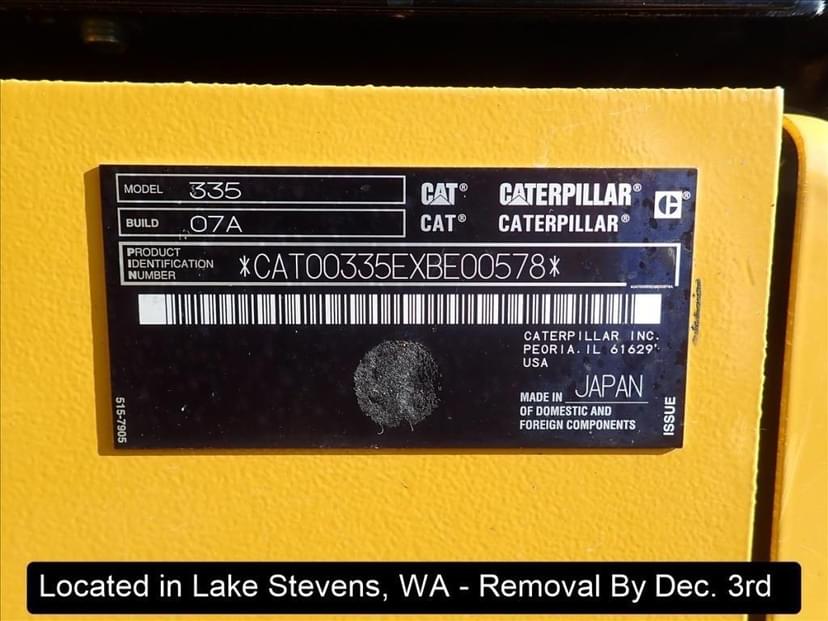 MODEL 335
CAT® CATERPILLAR®
BUILD 07A
CAT® CATERPILLAR®
PRODUCT
IDENTIFICATION
NUMBER
*CAT00335EXBE00578*
CATERPILLAR INC.
PEORIA. IL 61629
USA
MADE IN JAPAN
OF DOMESTIC AND
FOREIGN COMPONENTS
515-7905
ISSUE
Located in Lake Stevens, WA - Removal By Dec. 3rd